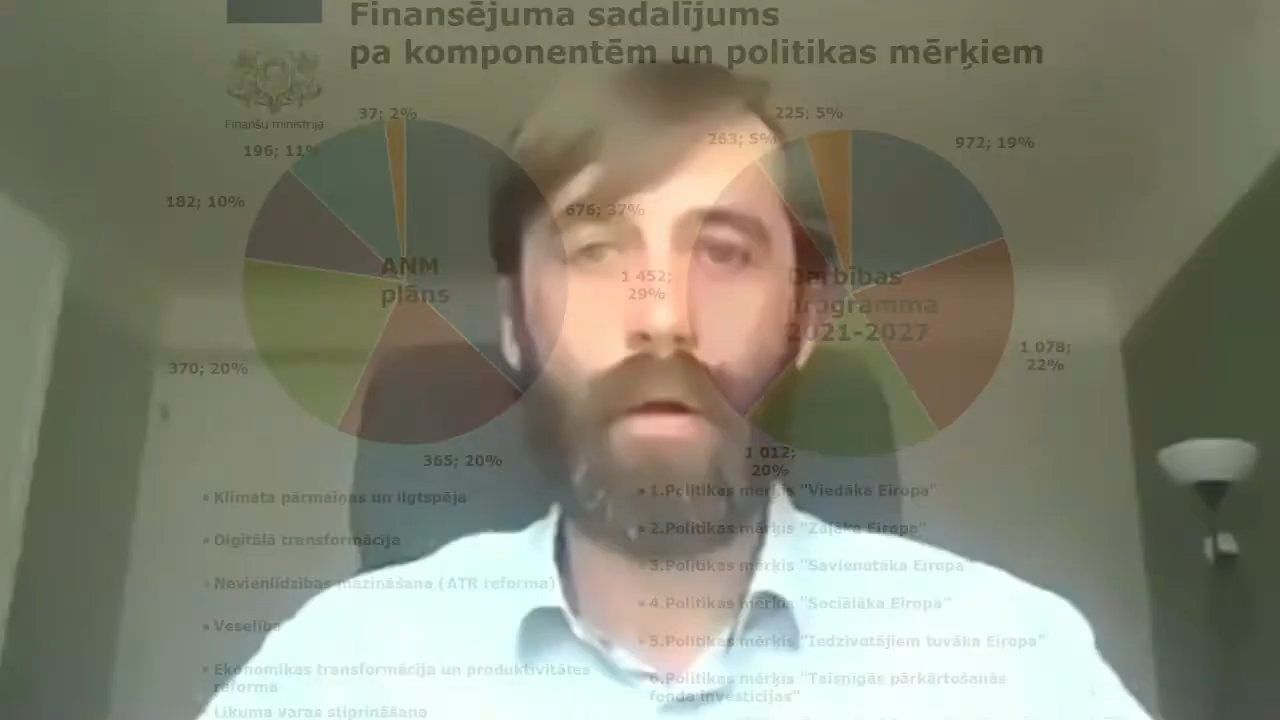 Finansējuma sadalījums
pa komponentēm un politikas mērķiem
Finanšu ministrija
37; 2%
196; 11%
182; 10%
676; 37%
ANM
plāns
370; 20%
365; 20%
225; 5%
263; 5%
972; 19%
1 452;
29%
Darbības
programma
2021-2027
1 078;
22%
1 012;
20%
Klimata pārmaiņas un ilgtspēja
Digitālā transformācija
Nevienlīdzības mazināšana (ATR reforma)
Veselība
Ekonomikas transformācija un produktivitātes
reforma
Likuma varas stiprināšana
1.Politikas mērķis "Viedāka Eiropa"
2.Politikas mērķis "Zaļāka Eiropa"
3.Politikas mērķis "Savienotāka Eiropa"
4.Politikas mērķis "Sociālāka Eiropa"
5.Politikas mērķis "Iedzīvotājiem tuvāka Eiropa"
6.Politikas mērķis "Taisnīgās pārkārtošanās
fonda investīcijas"